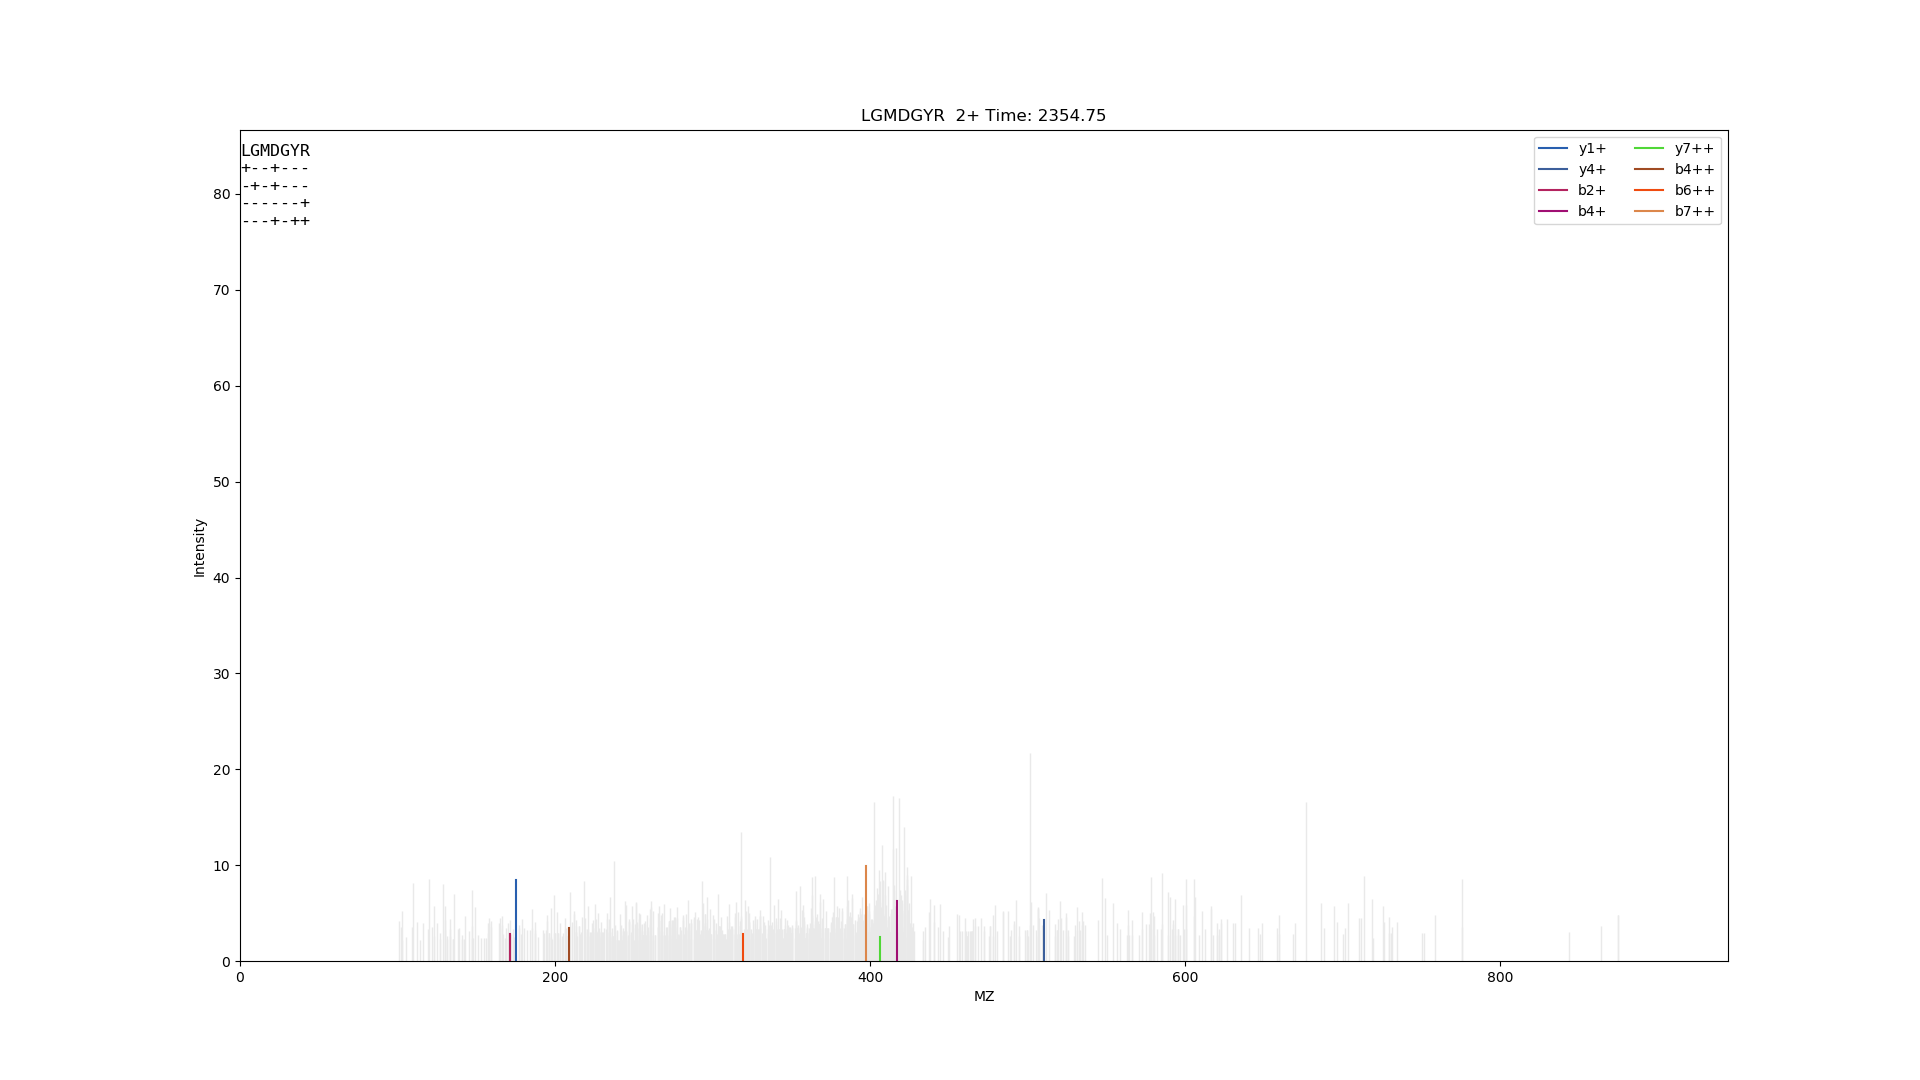 LGMDGYR  2+ Time: 2354.75
LGMDGYR
+--+---
-+-+---
------+
---+-++
y1+
y4+
b2+
b4+
y7++
b4++
b6++
b7++
80
70
60
50
40
30
20
10
0
Intensity
0 200 400 600 800
MZ